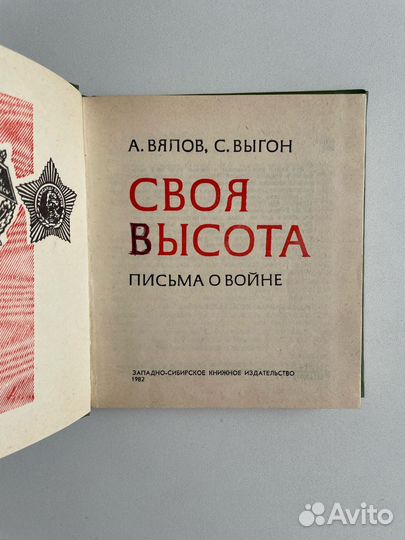 А. ВЯЛОВ, С. ВЫГОН
СВОЯ
ВЫСОТА
ПИСЬМА О ВОЙНЕ
ЗАПАДНО-СИБИРСКОЕ КНИЖНОЕ ИЗДАТЕЛЬСТВО
1982
Avito